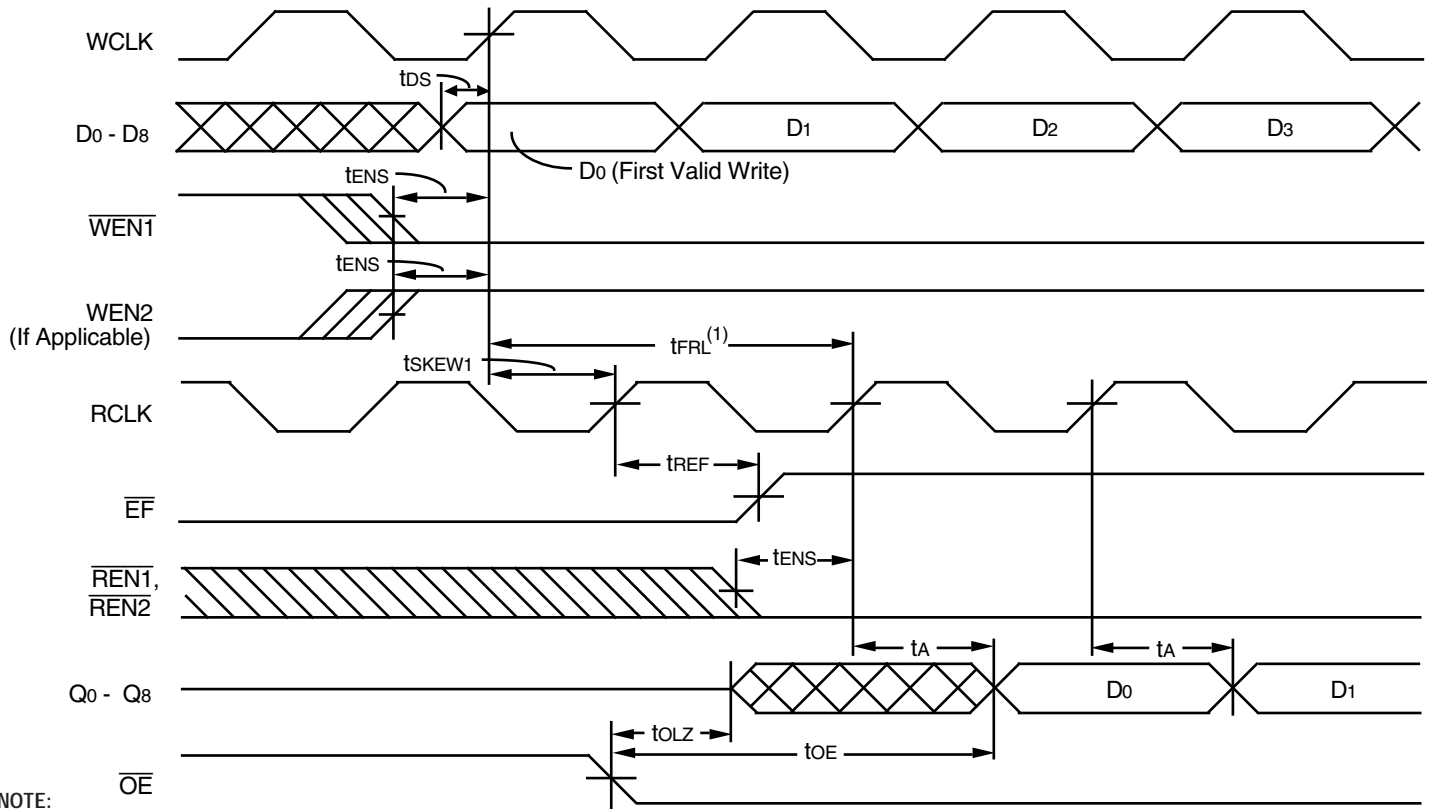 WCLK
tDS
D0 - D8
D1
D2
D3
D0 (First Valid Write)
tENS
WEN1
tENS
WEN2
(If Applicable)
tFRL(1)
tSKEW1
RCLK
tREF
EF
tENS
REN1,
REN2
tA
tA
Q0 - Q8
D0
D1
tOLZ
tOE
OE
NOTE: